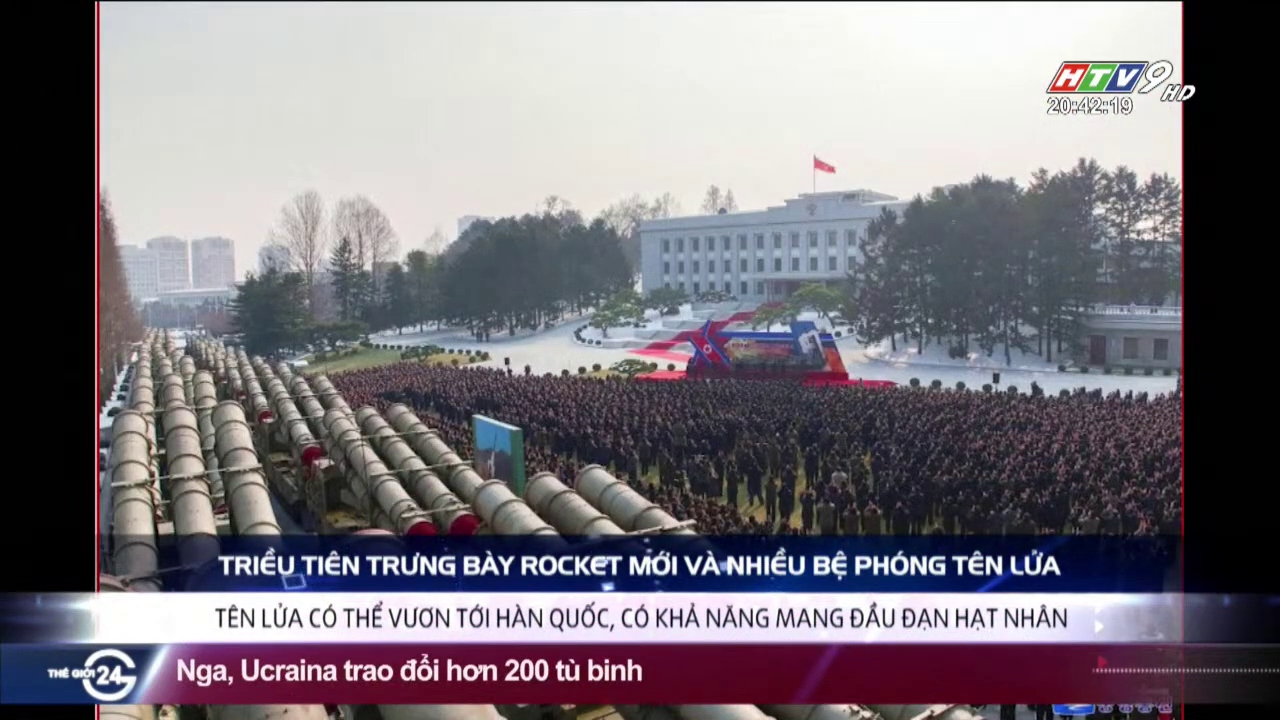 HTV9 HD
20:42:19
TRIỀU TIÊN TRƯNG BÀY ROCKET MỚI VÀ NHIỀU BỆ PHÓNG TÊN LỬA
TÊN LỬA CÓ THỂ VƯƠN TỚI HÀN QUỐC, CÓ KHẢ NĂNG MANG ĐẦU ĐẠN HẠT NHÂN
THẾ GIỚI 24G
Nga, Ucraina trao đổi hơn 200 tù binh